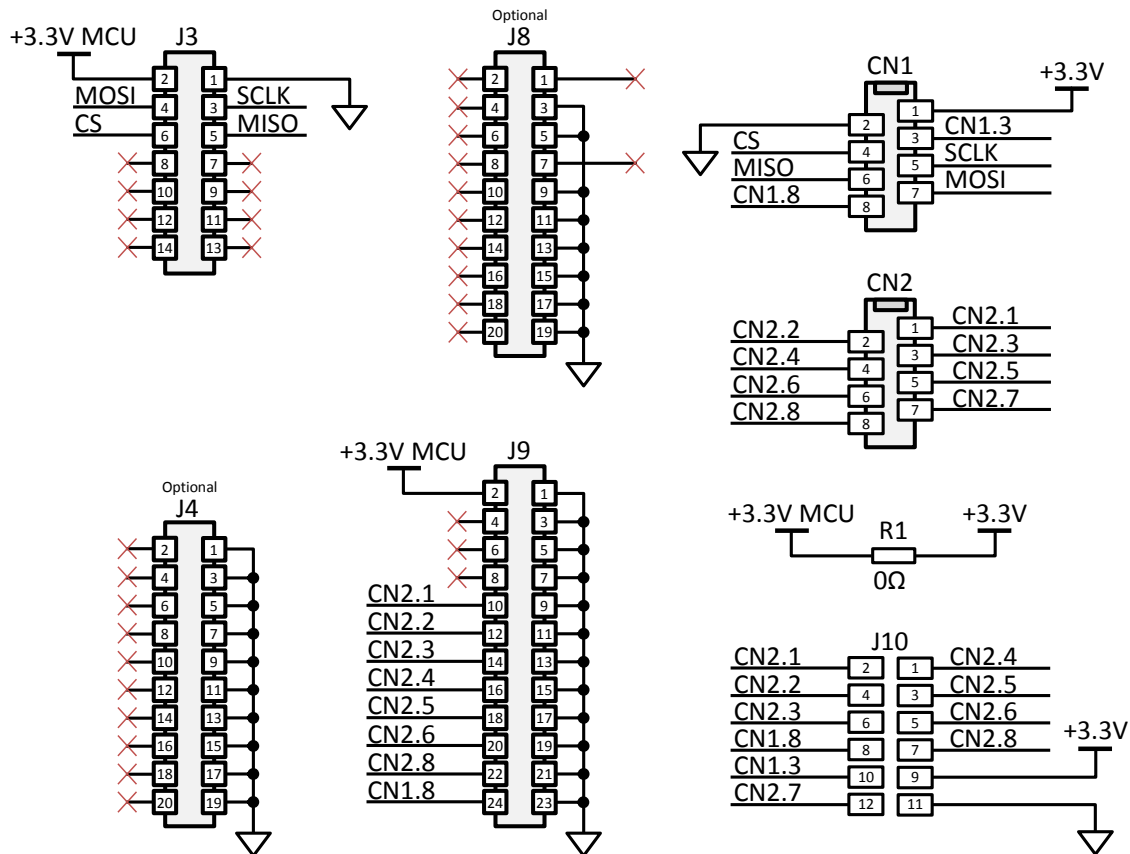 +3.3V MCU
J3
2 1
MOSI 4 3 SCLK
CS 6 5 MISO
8 7
10 9
12 11
14 13
Optional
J8
2 1
4 3
6 5
8 7
10 9
12 11
14 13
16 15
18 17
20 19
CN1
+3.3V
1
2
CN1.3
3
CS 4
SCLK
5
MISO 6
MOSI
7
CN1.8 8
CN2
1 CN2.1
CN2.2 2
3 CN2.3
CN2.4 4
5 CN2.5
CN2.6 6
7 CN2.7
CN2.8 8
Optional
J4
2 1
4 3
6 5
8 7
10 9
12 11
14 13
16 15
18 17
20 19
+3.3V MCU
J9
2 1
4 3
6 5
8 7
CN2.1 10 9
CN2.2 12 11
CN2.3 14 13
CN2.4 16 15
CN2.5 18 17
CN2.6 20 19
CN2.8 22 21
CN1.8 24 23
+3.3V MCU
R1
+3.3V
0Ω
J10
CN2.1 2 1 CN2.4
CN2.2 4 3 CN2.5
CN2.3 6 5 CN2.6
+3.3V
CN1.8 8 7 CN2.8
CN1.3 10 9
CN2.7 12 11